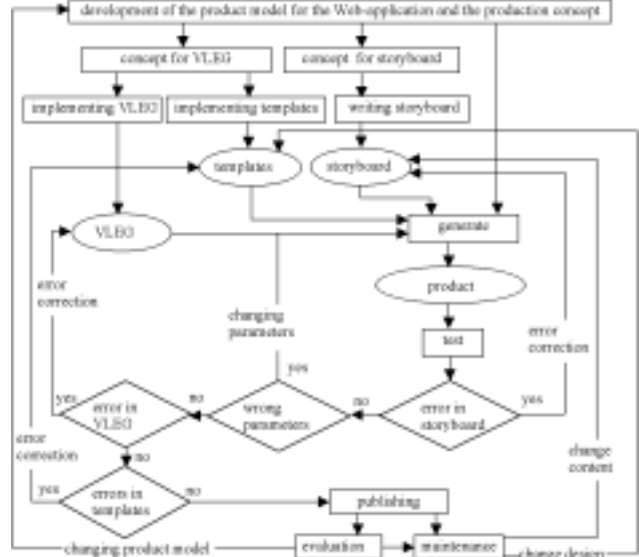 development of the product model for the Web-application and the production concept
concept for VLEG
concept for storyboard
implementing VLEG
implementing templates
writing storyboard
templates
storyboard
VLEG
generate
error
correction
product
changing
parameters
test
error
correction
yes
yes
error in
VLEG
no
wrong
parameters
no
error in
storyboard
yes
error
correction
no
change
content
yes
errors in
templates
no
publishing
changing product model
evaluation
maintenance
change design